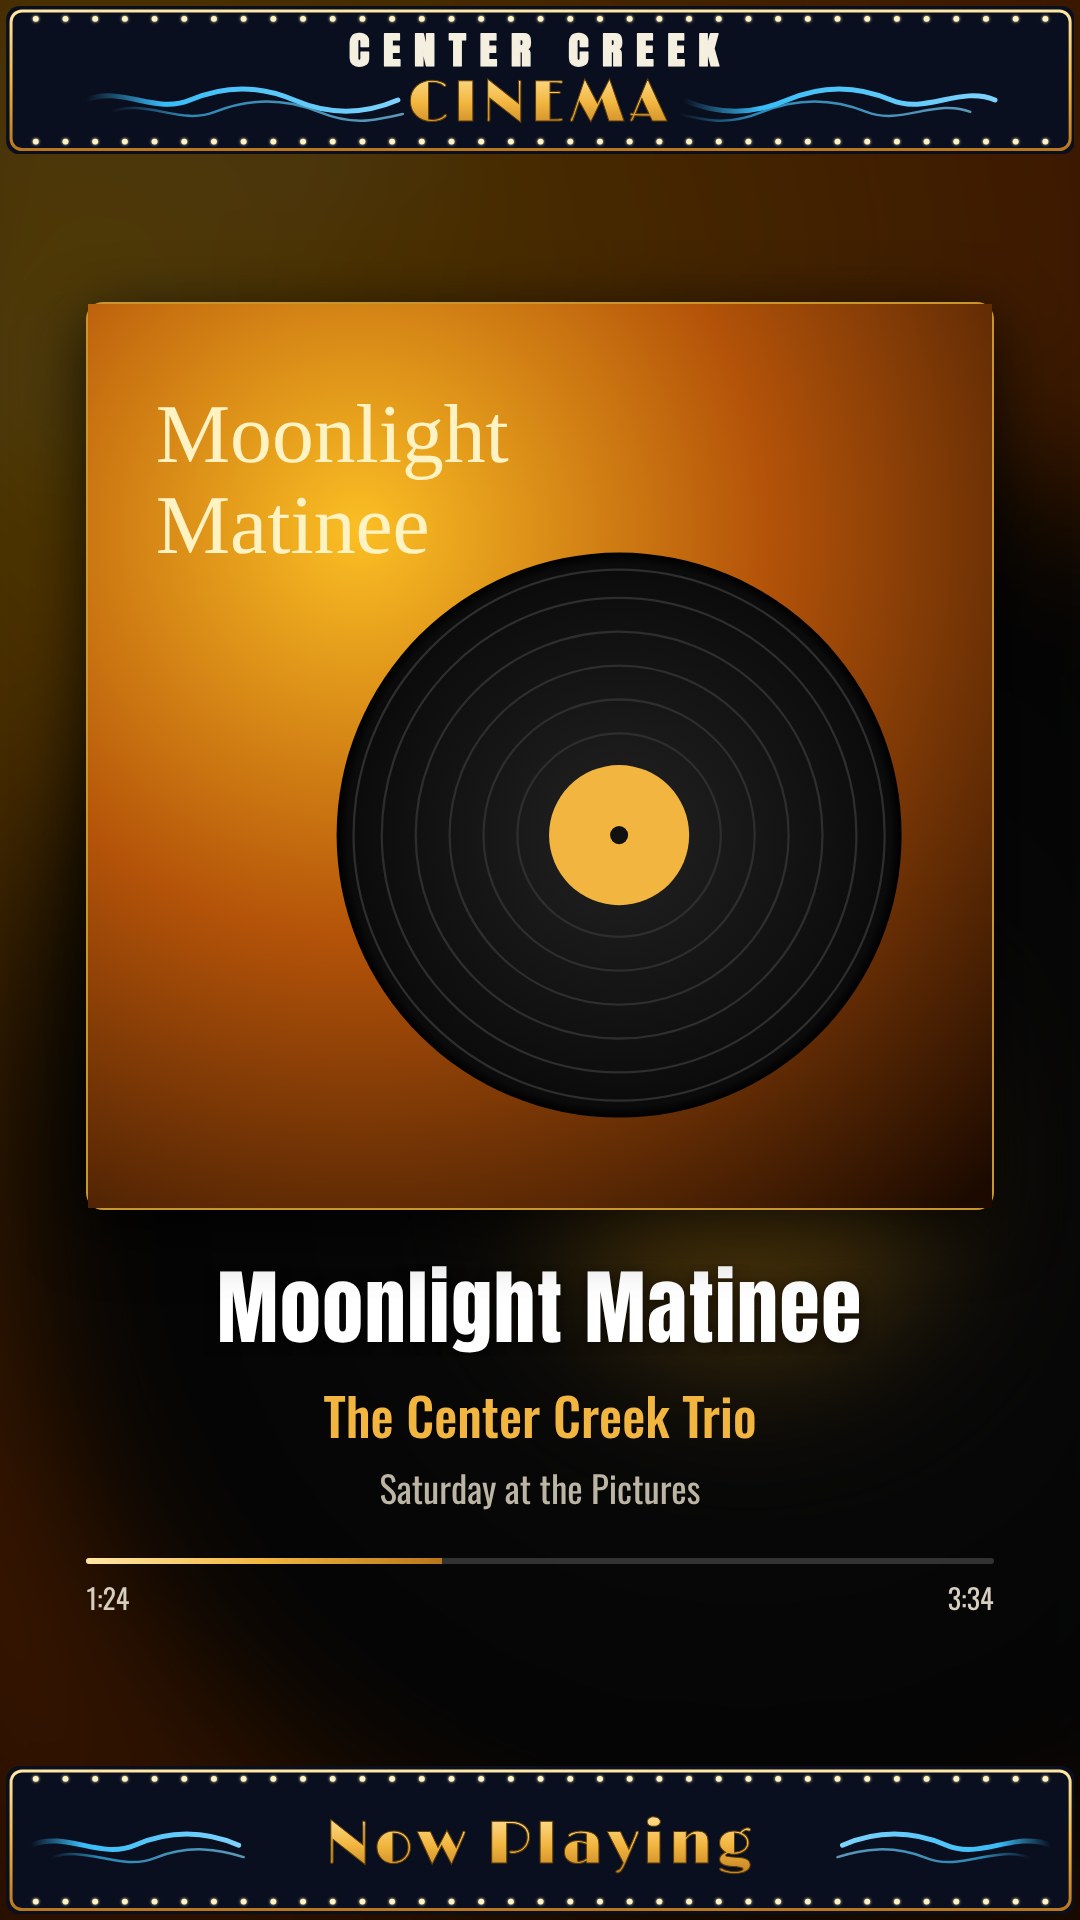 CENTER CREEK
CINEMA
Moonlight
Matinee
Moonlight Matinee
The Center Creek Trio
Saturday at the Pictures
1:24
3:34
Now Playing